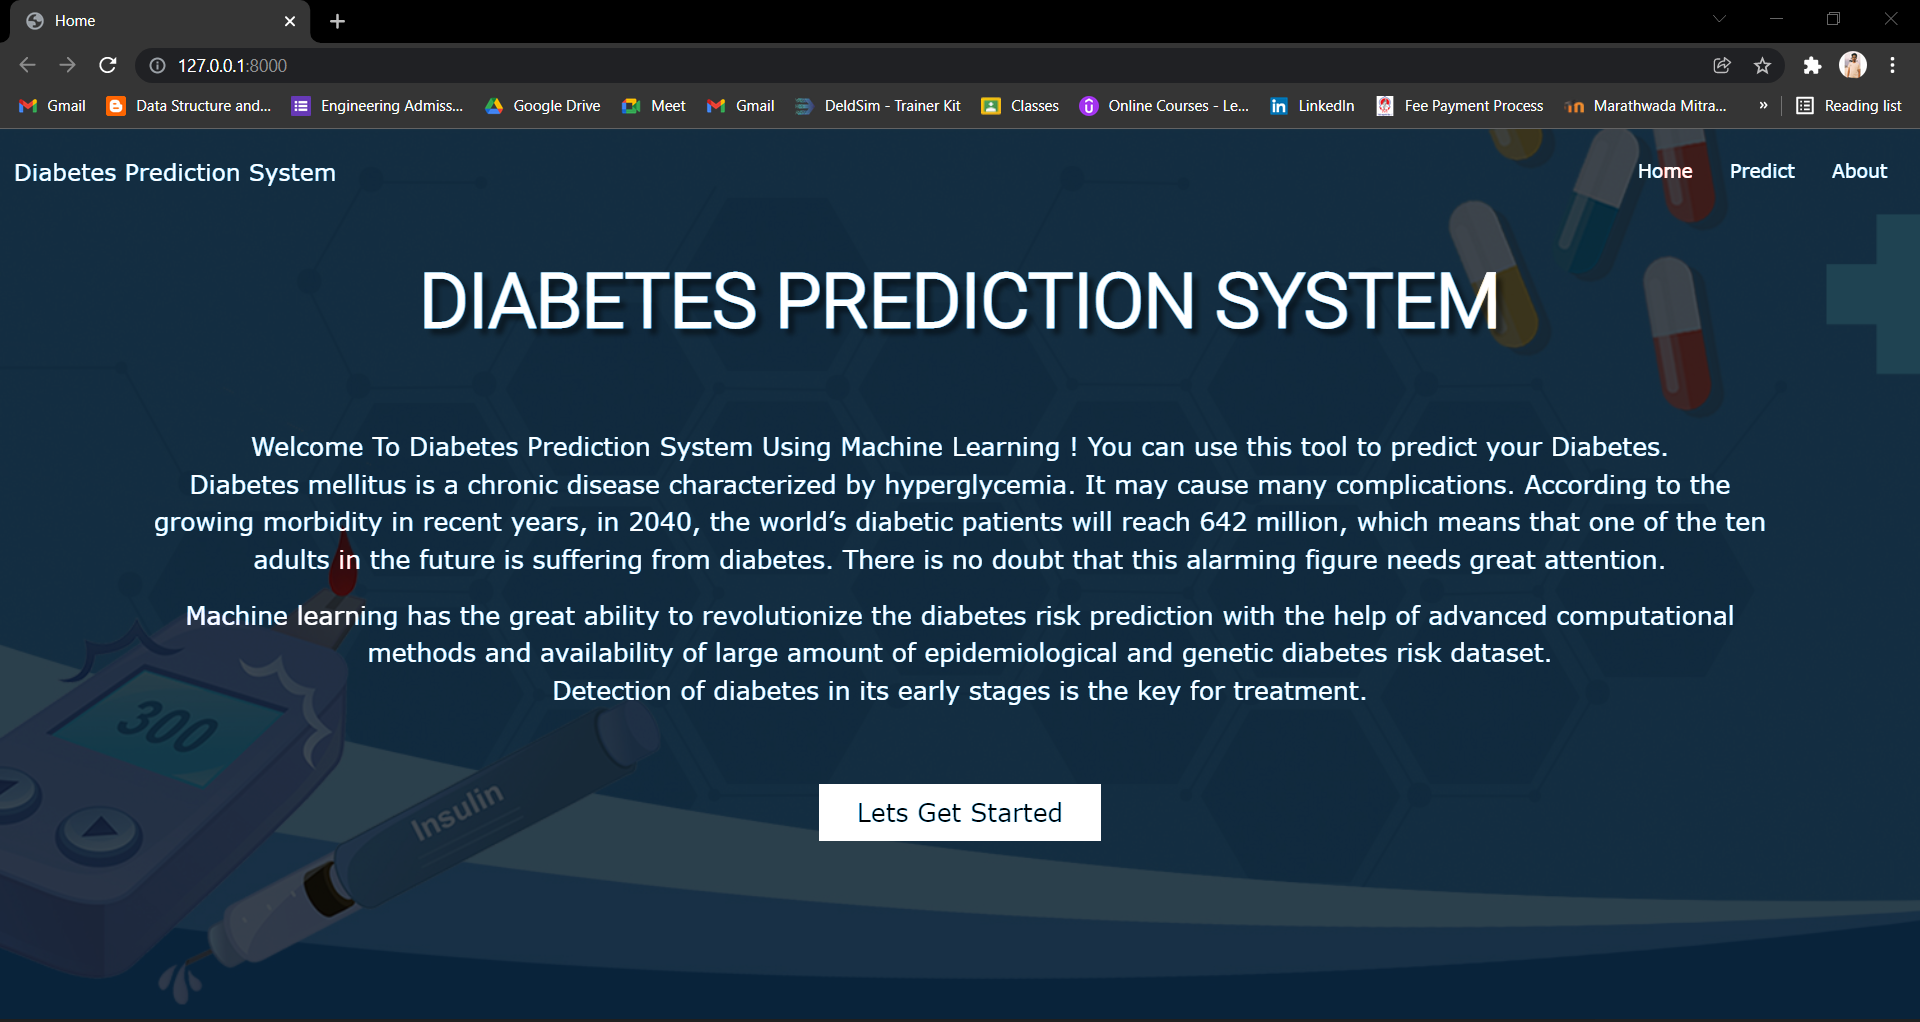 Home
127.0.0.1:8000
Gmail
Data Structure and...
Engineering Admiss...
Google Drive
Meet
Gmail
DeldSim - Trainer Kit
Classes
Online Courses - Le...
LinkedIn
Fee Payment Process
Marathwada Mitra...
»
Reading list
Diabetes Prediction System
Home
Predict
About
DIABETES PREDICTION SYSTEM
Welcome To Diabetes Prediction System Using Machine Learning ! You can use this tool to predict your Diabetes.
Diabetes mellitus is a chronic disease characterized by hyperglycemia. It may cause many complications. According to the
growing morbidity in recent years, in 2040, the world’s diabetic patients will reach 642 million, which means that one of the ten
adults in the future is suffering from diabetes. There is no doubt that this alarming figure needs great attention.
Machine learning has the great ability to revolutionize the diabetes risk prediction with the help of advanced computational
methods and availability of large amount of epidemiological and genetic diabetes risk dataset.
Detection of diabetes in its early stages is the key for treatment.
300
Insulin
Lets Get Started